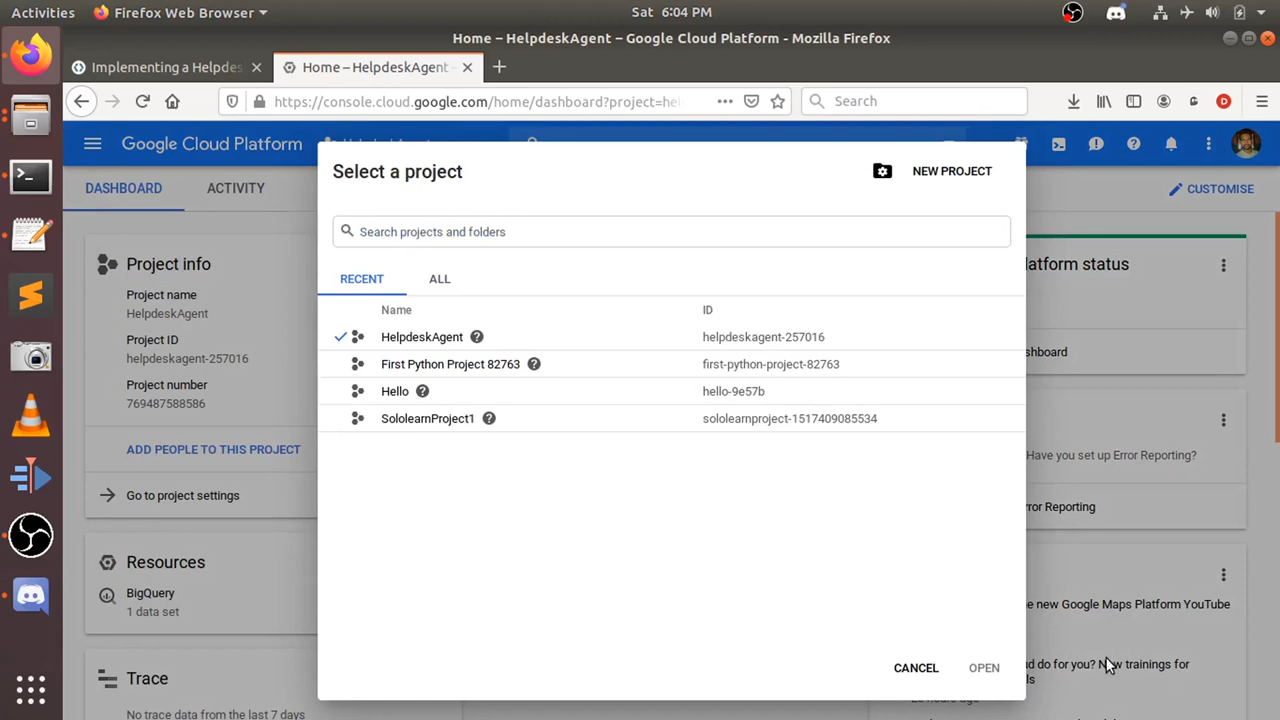 Activities Firefox Web Browser Sat 6:04 PM
Home – HelpdeskAgent – Google Cloud Platform - Mozilla Firefox
Implementing a Helpdes Home – HelpdeskAgent –
https://console.cloud.google.com/home/dashboard?project=hel Search
Google Cloud Platform
DASHBOARD ACTIVITY CUSTOMISE
Select a project NEW PROJECT
Search projects and folders
RECENT ALL
Name ID
HelpdeskAgent helpdeskagent-257016
First Python Project 82763 first-python-project-82763
Hello hello-9e57b
SololearnProject1 sololearnproject-1517409085534
CANCEL OPEN
Project info
Project name
HelpdeskAgent
Project ID
helpdeskagent-257016
Project number
769487588586
ADD PEOPLE TO THIS PROJECT
Go to project settings
Resources
BigQuery
1 data set
Trace
No trace data from the last 7 days
latform status
shboard
Have you set up Error Reporting?
ror Reporting
e new Google Maps Platform YouTube
ud do for you? New trainings for
ls